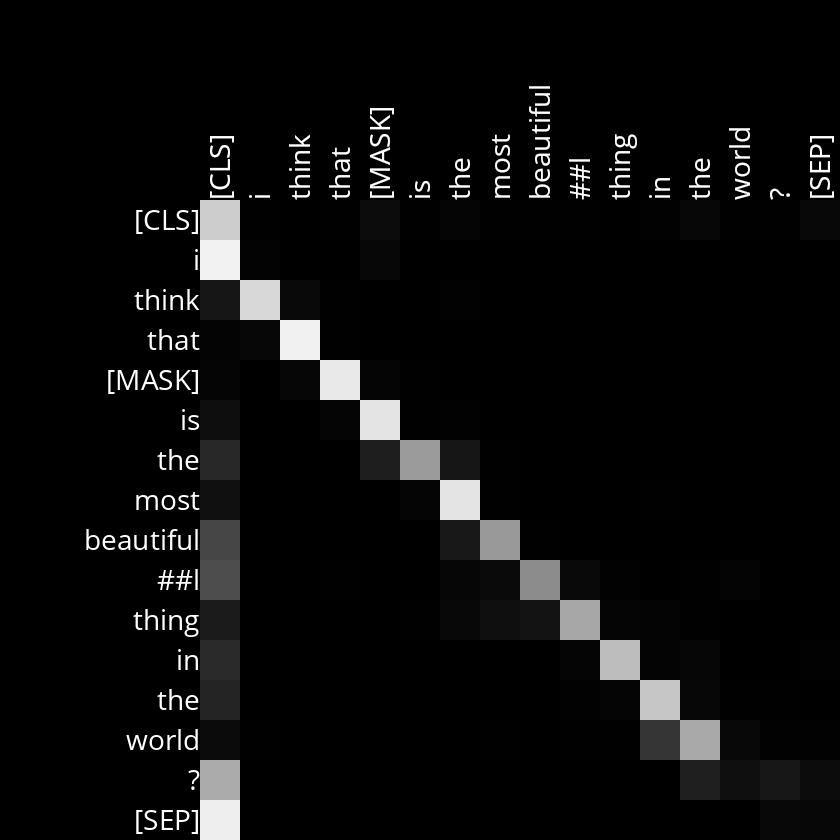 [CLS] i think that [MASK] is the most beautiful ##l thing in the world ? [SEP]
[CLS]
i
think
that
[MASK]
is
the
most
beautiful
##l
thing
in
the
world
?
[SEP]